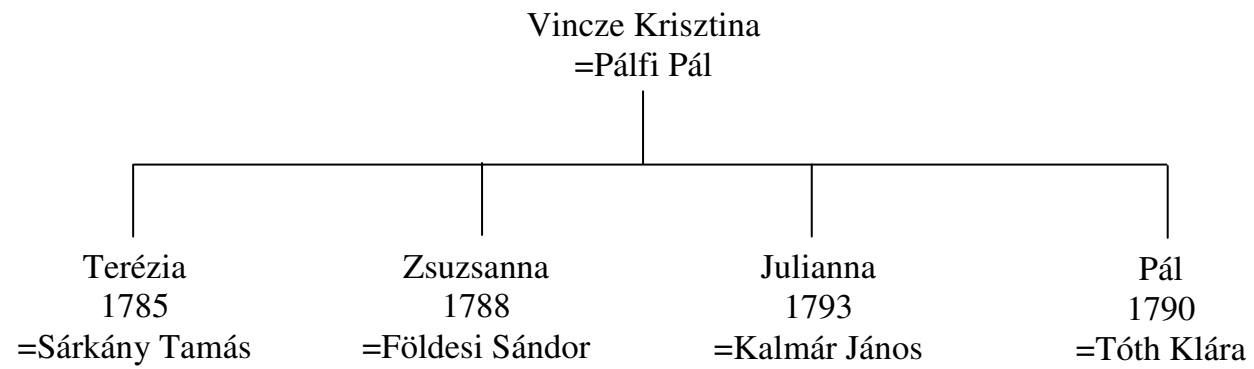 Vincze Krisztina
=Pálfi Pál
Terézia
1785
=Sárkány Tamás
Zsuzsanna
1788
=Földesi Sándor
Julianna
1793
=Kalmár János
Pál
1790
=Tóth Klára